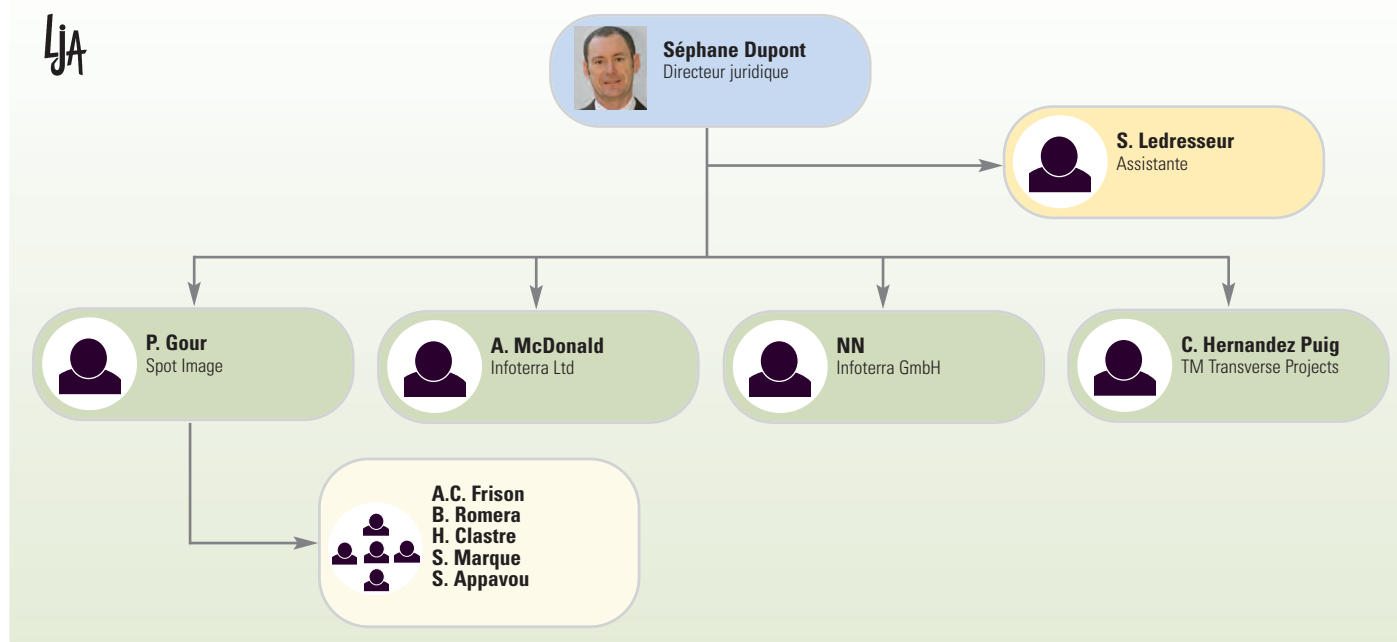 LJA
Séphane Dupont
Directeur juridique
S. Ledresseur
Assistante
P. Gour
Spot Image
A. McDonald
Infoterra Ltd
NN
Infoterra GmbH
C. Hernandez Puig
TM Transverse Projects
A.C. Frison
B. Romera
H. Clastre
S. Marque
S. Appavou